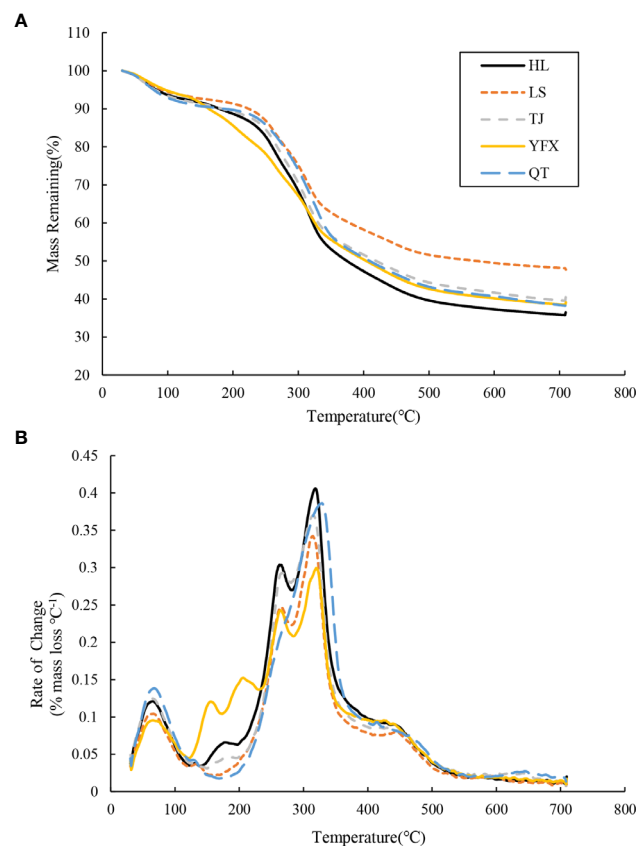 A
110
100
90
80
70
60
50
40
30
20
Mass Remaining(%)
HL
LS
TJ
YFX
QT
0 100 200 300 400 500 600 700 800
Temperature(℃)
B
0.45
0.4
0.35
0.3
0.25
0.2
0.15
0.1
0.05
0
Rate of Change
(% mass loss ℃⁻¹)
0 100 200 300 400 500 600 700 800
Temperature(℃)